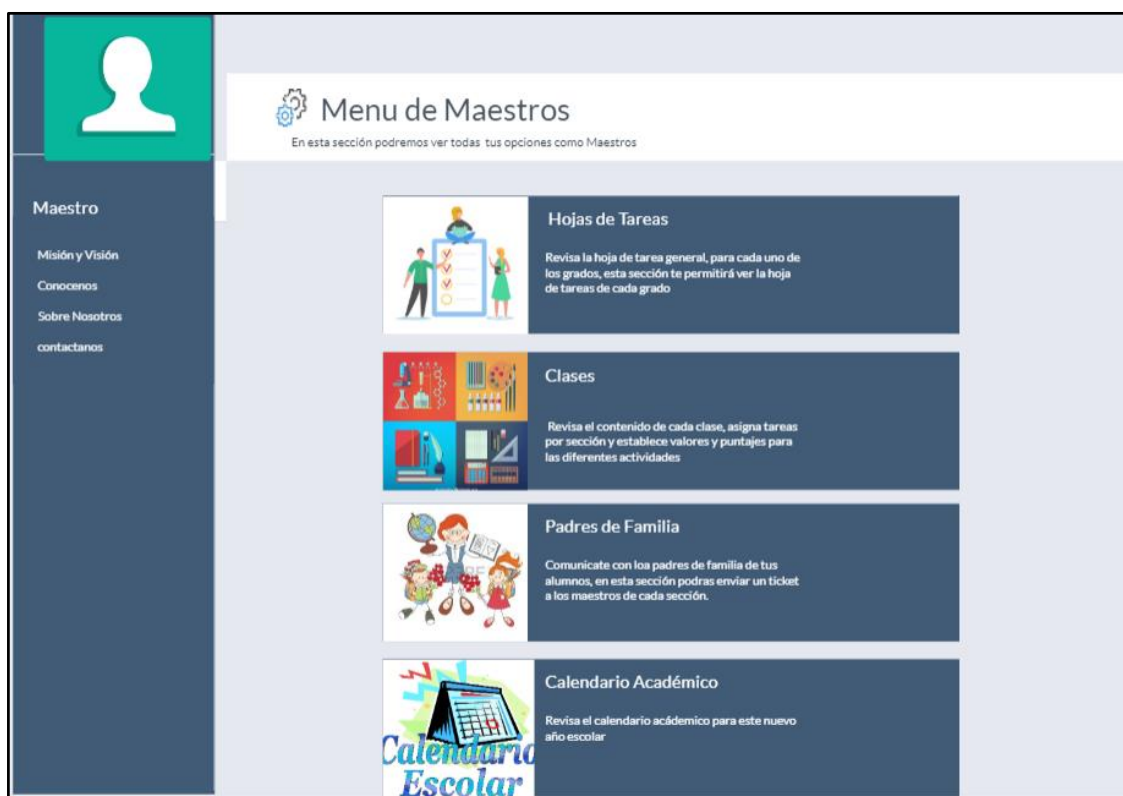 Menu de Maestros
En esta sección podremos ver todas tus opciones como Maestros
Maestro
Misión y Visión
Conocenos
Sobre Nosotros
contactanos
Hojas de Tareas
Revisa la hoja de tarea general, para cada uno de
los grados, esta sección te permitirá ver la hoja
de tareas de cada grado
Clases
Revisa el contenido de cada clase, asigna tareas
por sección y establece valores y puntajes para
las diferentes actividades
Padres de Familia
Comunicate con loa padres de familia de tus
alumnos, en esta sección podras enviar un ticket
a los maestros de cada sección.
Calendario Académico
Revisa el calendario acádemico para este nuevo
año escolar
Calendario
Escolar